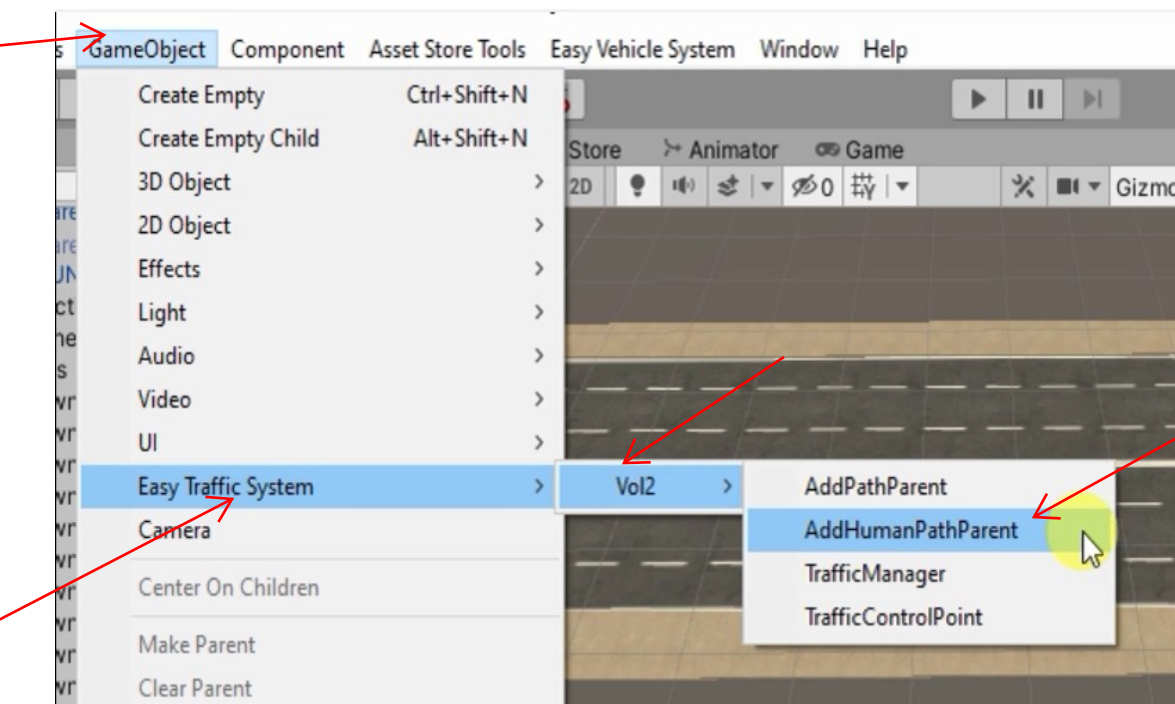 GameObject Component Asset Store Tools Easy Vehicle System Window Help
Create Empty Ctrl+Shift+N
Create Empty Child Alt+Shift+N
Store Animator Game
3D Object
2D 0 Gizmo
2D Object
Effects
Light
Audio
Video
UI
Easy Traffic System Vol2 AddPathParent
Camera AddHumanPathParent
TrafficManager
Center On Children
TrafficControlPoint
Make Parent
Clear Parent